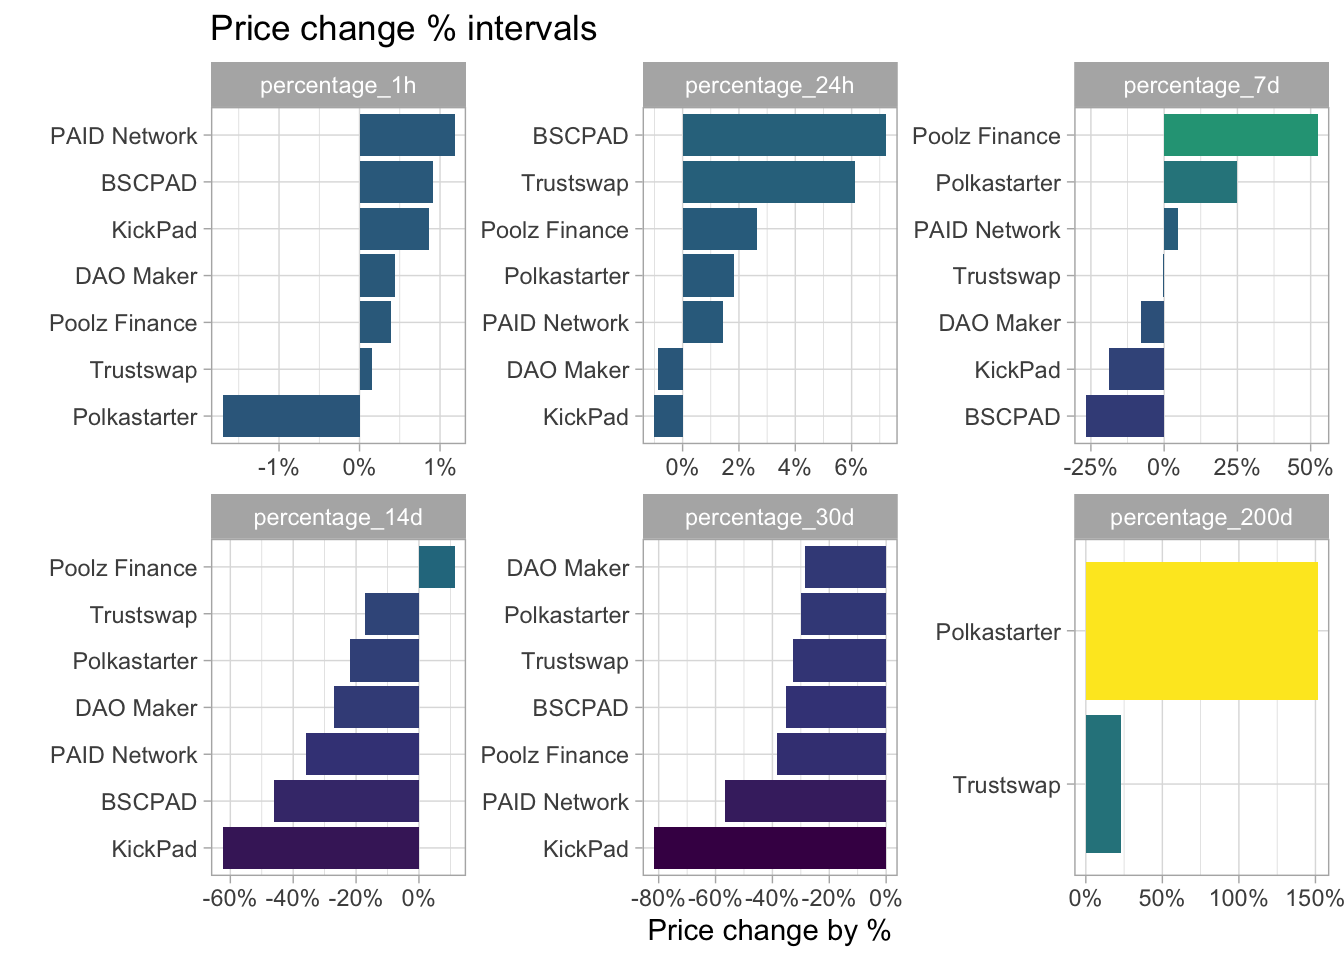 Price change % intervals
percentage_1h
PAID Network
BSCPAD
KickPad
DAO Maker
Poolz Finance
Trustswap
Polkastarter
-1% 0% 1%
percentage_24h
BSCPAD
Trustswap
Poolz Finance
Polkastarter
PAID Network
DAO Maker
KickPad
0% 2% 4% 6%
percentage_7d
Poolz Finance
Polkastarter
PAID Network
Trustswap
DAO Maker
KickPad
BSCPAD
-25% 0% 25% 50%
percentage_14d
Poolz Finance
Trustswap
Polkastarter
DAO Maker
PAID Network
BSCPAD
KickPad
-60% -40% -20% 0%
percentage_30d
DAO Maker
Polkastarter
Trustswap
BSCPAD
Poolz Finance
PAID Network
KickPad
-80% -60% -40% -20% 0%
percentage_200d
Polkastarter
Trustswap
0% 50% 100% 150%
Price change by %